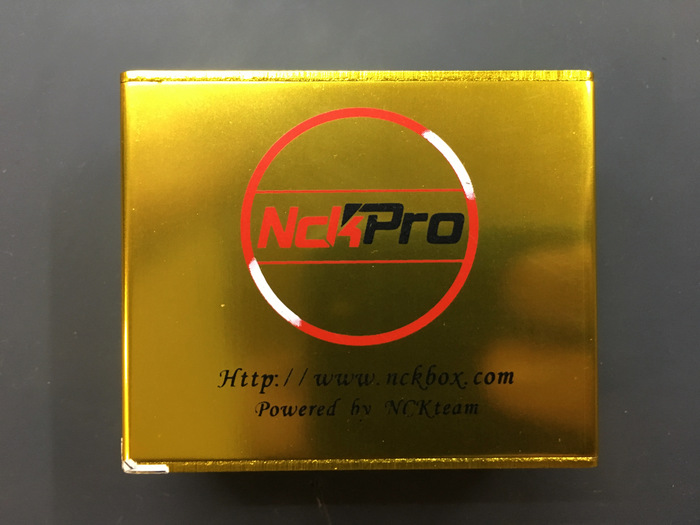 NckPro
Http://www.nckbox.com
Powered by NCKteam